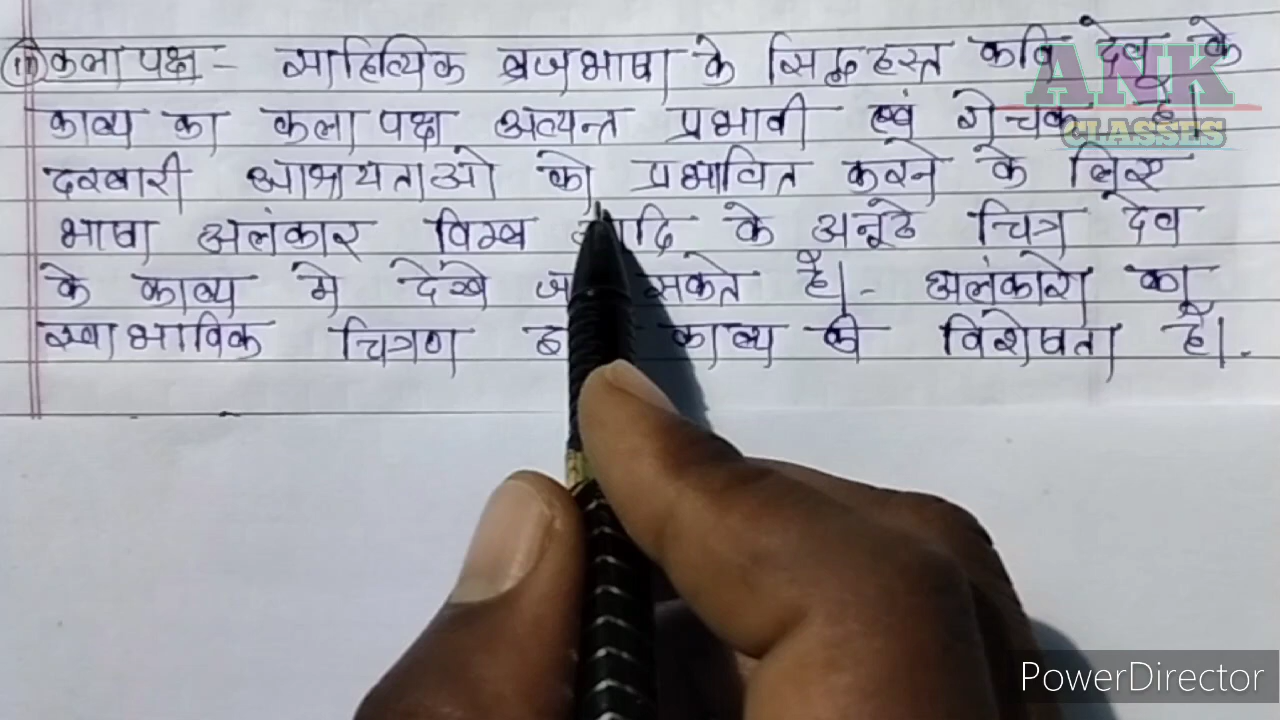 (ii) कला पक्ष - साहित्यिक ब्रजभाषा के सिद्धहस्त कवि देव के
काव्य का कला पक्ष अत्यन्त प्रभावी एवं रोचक है।
दरबारी आश्रयताओ को प्रभावित करने के लिए
भाषा अलंकार विम्ब आदि के अनूठे चित्र देव
के काव्य मे देखे जा सकते है।- अलंकारो का
स्वाभाविक चित्रण काव्य की विशेषता है।.
ANK
CLASSES
PowerDirector